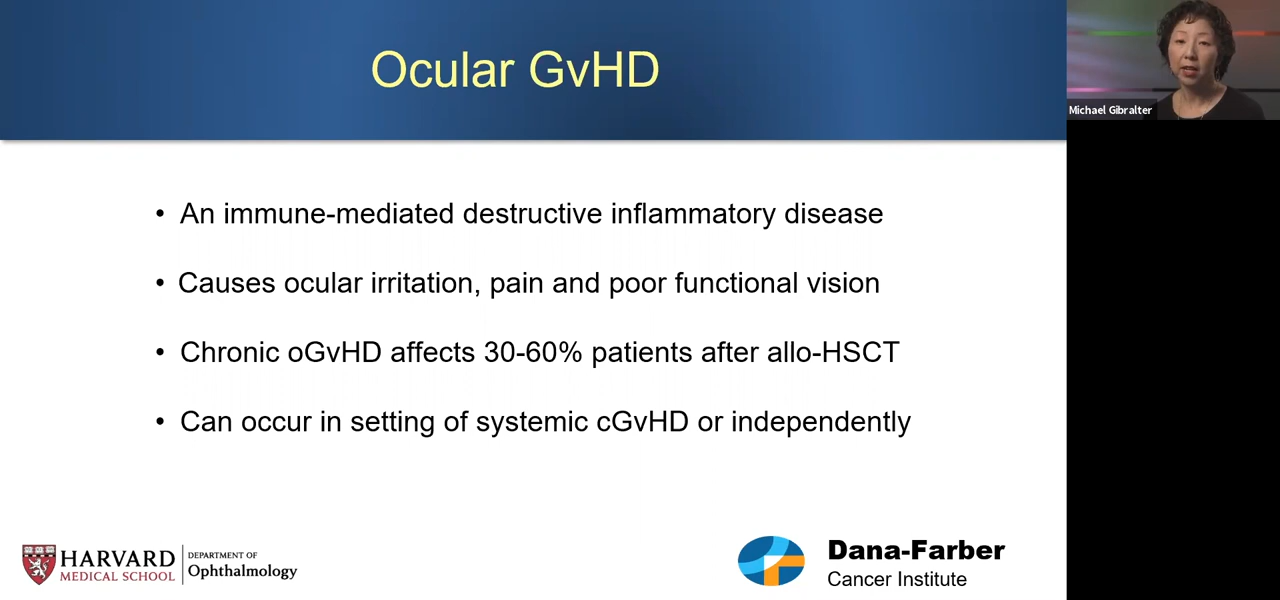 Ocular GvHD
Michael Gibralter
• An immune-mediated destructive inflammatory disease
• Causes ocular irritation, pain and poor functional vision
• Chronic oGvHD affects 30-60% patients after allo-HSCT
• Can occur in setting of systemic cGvHD or independently
HARVARD
MEDICAL SCHOOL
DEPARTMENT OF
Ophthalmology
Dana-Farber
Cancer Institute